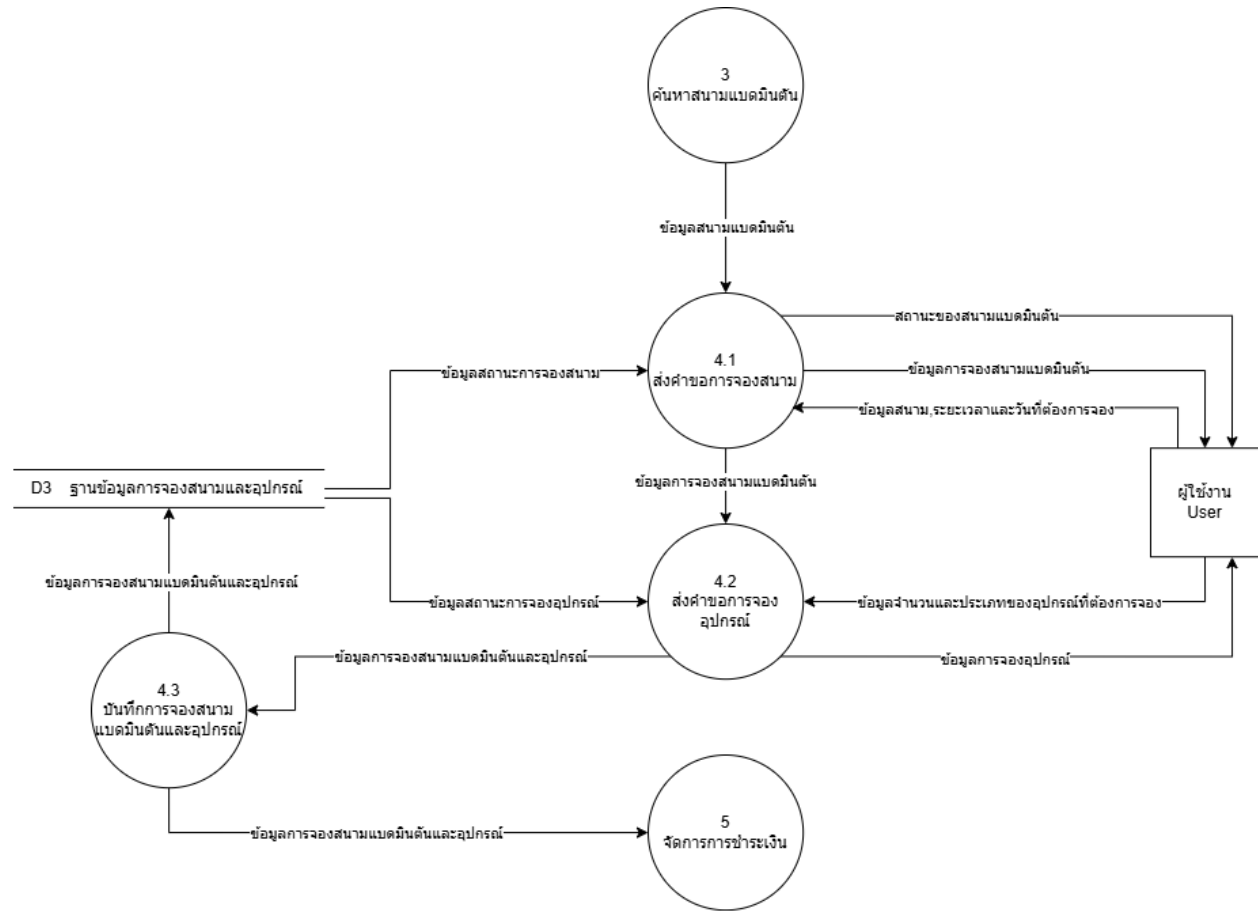 3
ค้นหาสนามแบดมินตัน
ข้อมูลสนามแบดมินตัน
สถานะของสนามแบดมินตัน
4.1
ส่งคำขอการจองสนาม
ข้อมูลสถานะการจองสนาม
ข้อมูลการจองสนามแบดมินตัน
ข้อมูลสนาม,ระยะเวลาและวันที่ต้องการจอง
D3 ฐานข้อมูลการจองสนามและอุปกรณ์
ข้อมูลการจองสนามแบดมินตัน
ผู้ใช้งาน
User
ข้อมูลการจองสนามแบดมินตันและอุปกรณ์
4.2
ส่งคำขอการจอง
อุปกรณ์
ข้อมูลสถานะการจองอุปกรณ์
ข้อมูลจำนวนและประเภทของอุปกรณ์ที่ต้องการจอง
ข้อมูลการจองสนามแบดมินตันและอุปกรณ์
ข้อมูลการจองอุปกรณ์
4.3
บันทึกการจองสนาม
แบดมินตันและอุปกรณ์
ข้อมูลการจองสนามแบดมินตันและอุปกรณ์
5
จัดการการชำระเงิน